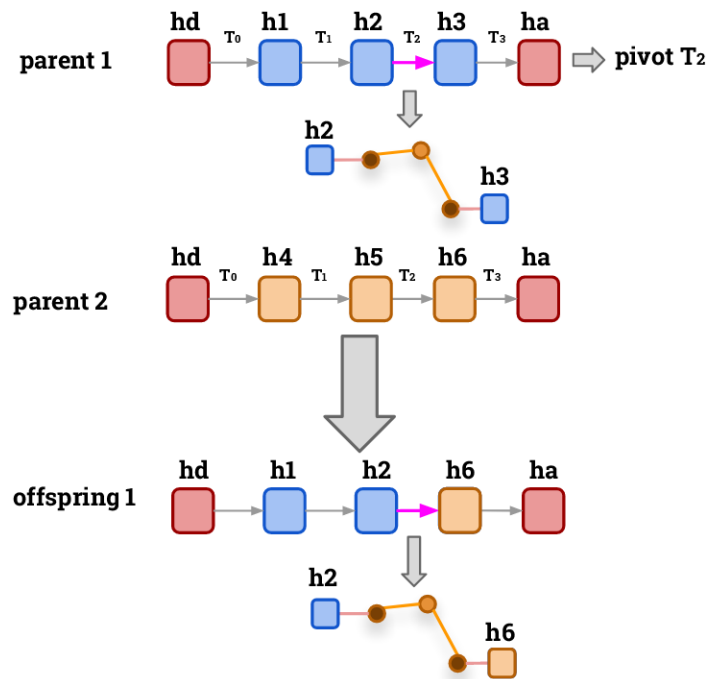 hd h1 h2 h3 ha
T₀ T₁ T₂ T₃
parent 1
pivot T₂
h2
h3
hd h4 h5 h6 ha
T₀ T₁ T₂ T₃
parent 2
hd h1 h2 h6 ha
offspring 1
h2
h6